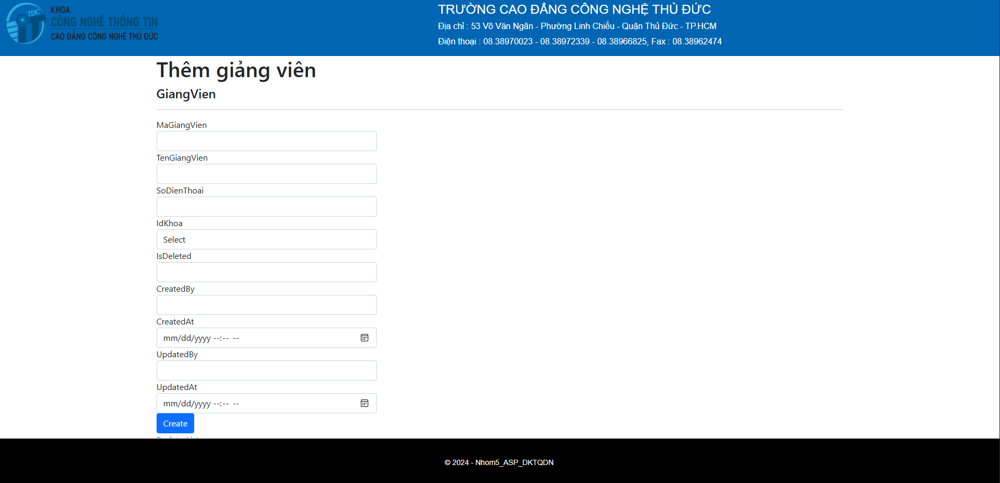 TDC
iT
KHOA
CÔNG NGHỆ THÔNG TIN
CAO ĐẲNG CÔNG NGHỆ THỦ ĐỨC
TRƯỜNG CAO ĐẲNG CÔNG NGHỆ THỦ ĐỨC
Địa chỉ : 53 Võ Văn Ngân - Phường Linh Chiểu - Quận Thủ Đức - TP.HCM
Điện thoại : 08.38970023 - 08.38972339 - 08.38966825, Fax : 08.38962474
Thêm giảng viên
GiangVien
MaGiangVien
TenGiangVien
SoDienThoai
IdKhoa
Select
IsDeleted
CreatedBy
CreatedAt
mm/dd/yyyy --:-- --
UpdatedBy
UpdatedAt
mm/dd/yyyy --:-- --
Create
© 2024 - Nhom5_ASP_DKTQDN